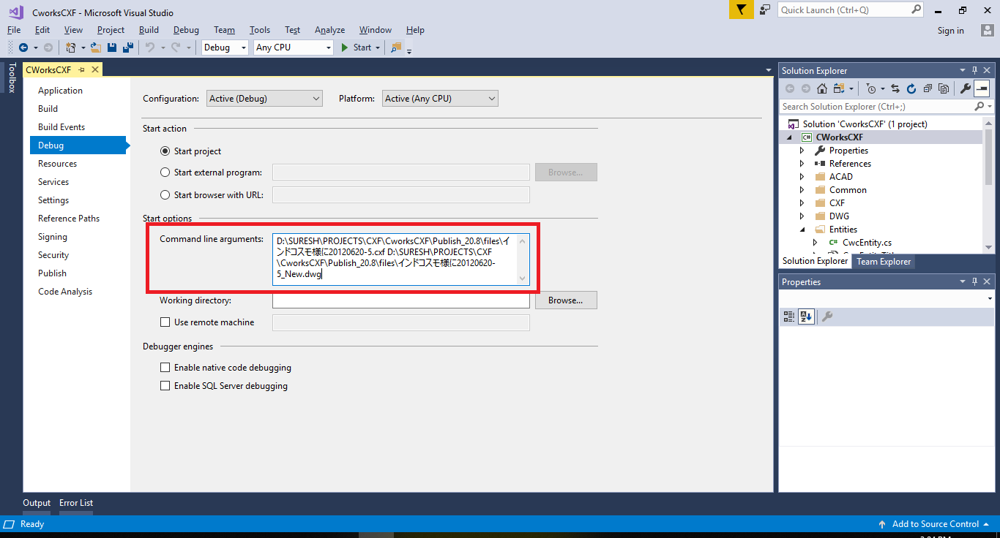 CworksCXF - Microsoft Visual Studio
Quick Launch (Ctrl+Q)
File Edit View Project Build Debug Team Tools Test Analyze Window Help
Sign in
Debug Any CPU Start
Toolbox
CWorksCXF
Application
Build
Build Events
Debug
Resources
Services
Settings
Reference Paths
Signing
Security
Publish
Code Analysis
Configuration: Active (Debug) Platform: Active (Any CPU)
Start action
Start project
Start external program: Browse...
Start browser with URL:
Start options
Command line arguments:
D:\SURESH\PROJECTS\CXF\CworksCXF\Publish_20.8\files\イ
ンドコスモ様に20120620-5.cxf D:\SURESH\PROJECTS\CXF
\CworksCXF\Publish_20.8\files\インドコスモ様に20120620-
5_New.dwg
Working directory: Browse...
Use remote machine
Debugger engines
Enable native code debugging
Enable SQL Server debugging
Solution Explorer
Search Solution Explorer (Ctrl+;)
Solution 'CworksCXF' (1 project)
C# CWorksCXF
Properties
References
ACAD
Common
CXF
DWG
Entities
C# CwcEntity.cs
Solution Explorer Team Explorer
Properties
Output Error List
Ready
Add to Source Control